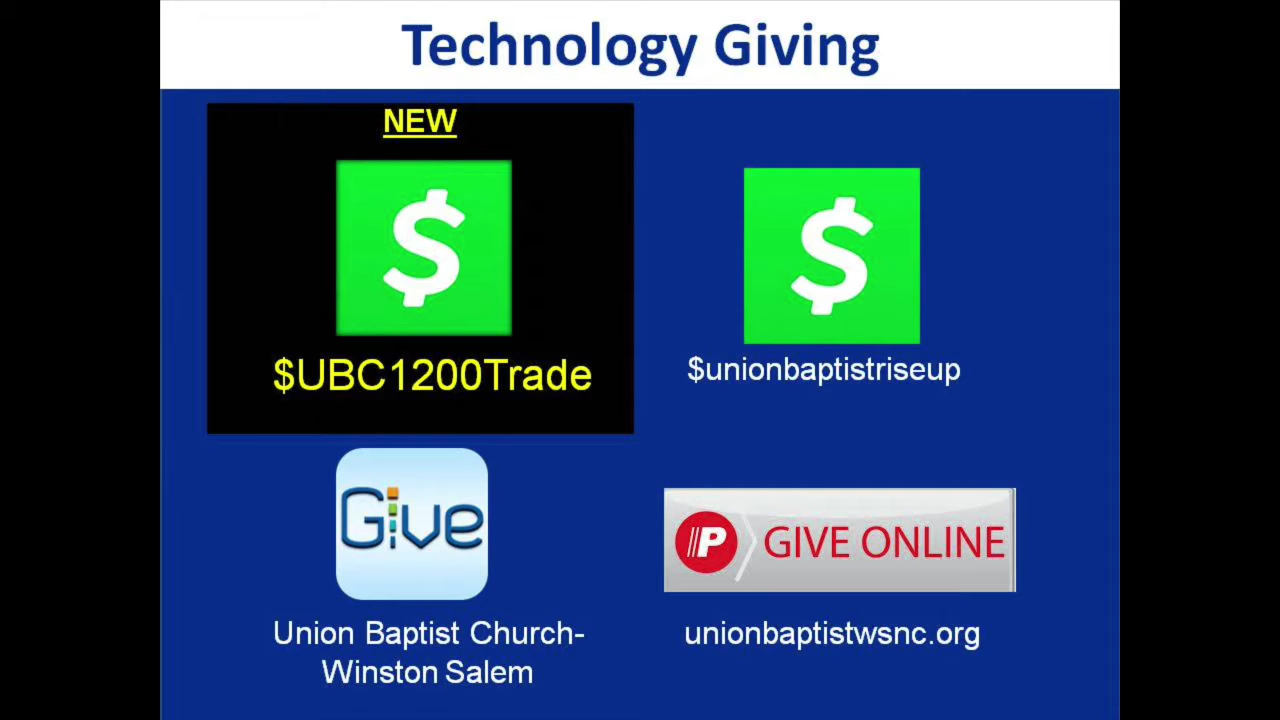 Technology Giving
NEW
$
$UBC1200Trade
$
$unionbaptistriseup
Give
Union Baptist Church-
Winston Salem
P GIVE ONLINE
unionbaptistwsnc.org